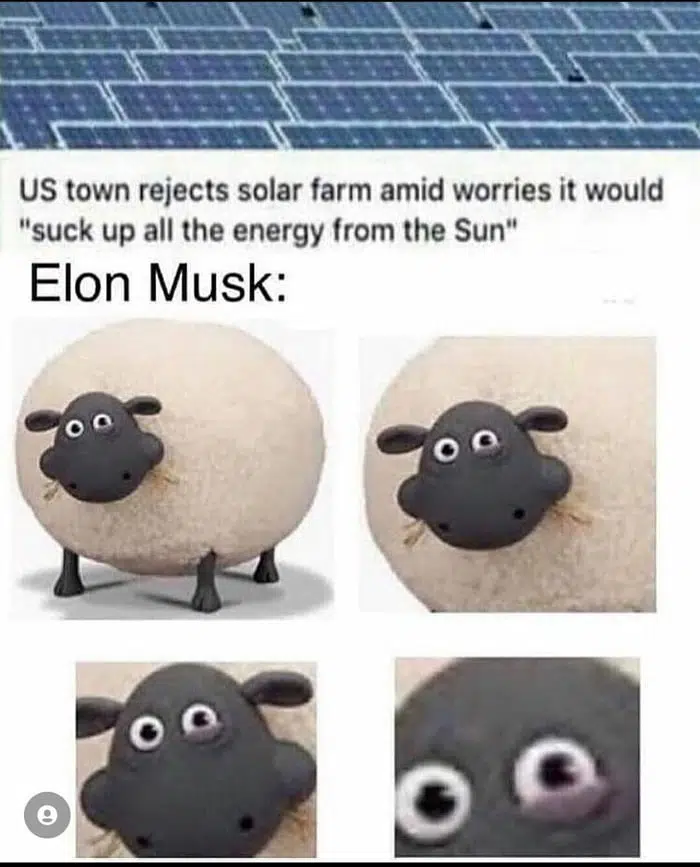 US town rejects solar farm amid worries it would
"suck up all the energy from the Sun"
Elon Musk: